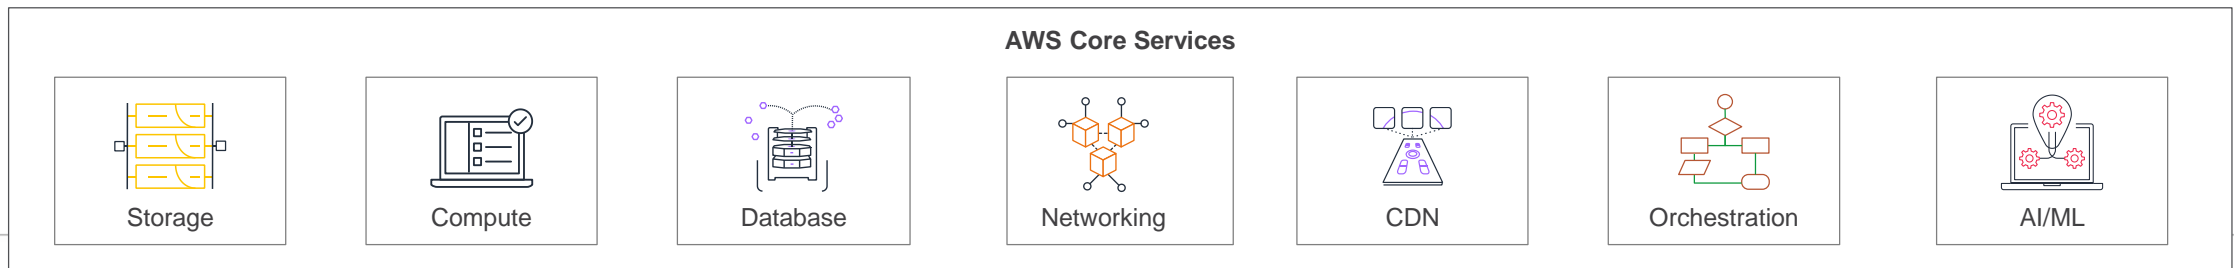 AWS Core Services
Storage
Compute
Database
Networking
CDN
Orchestration
AI/ML